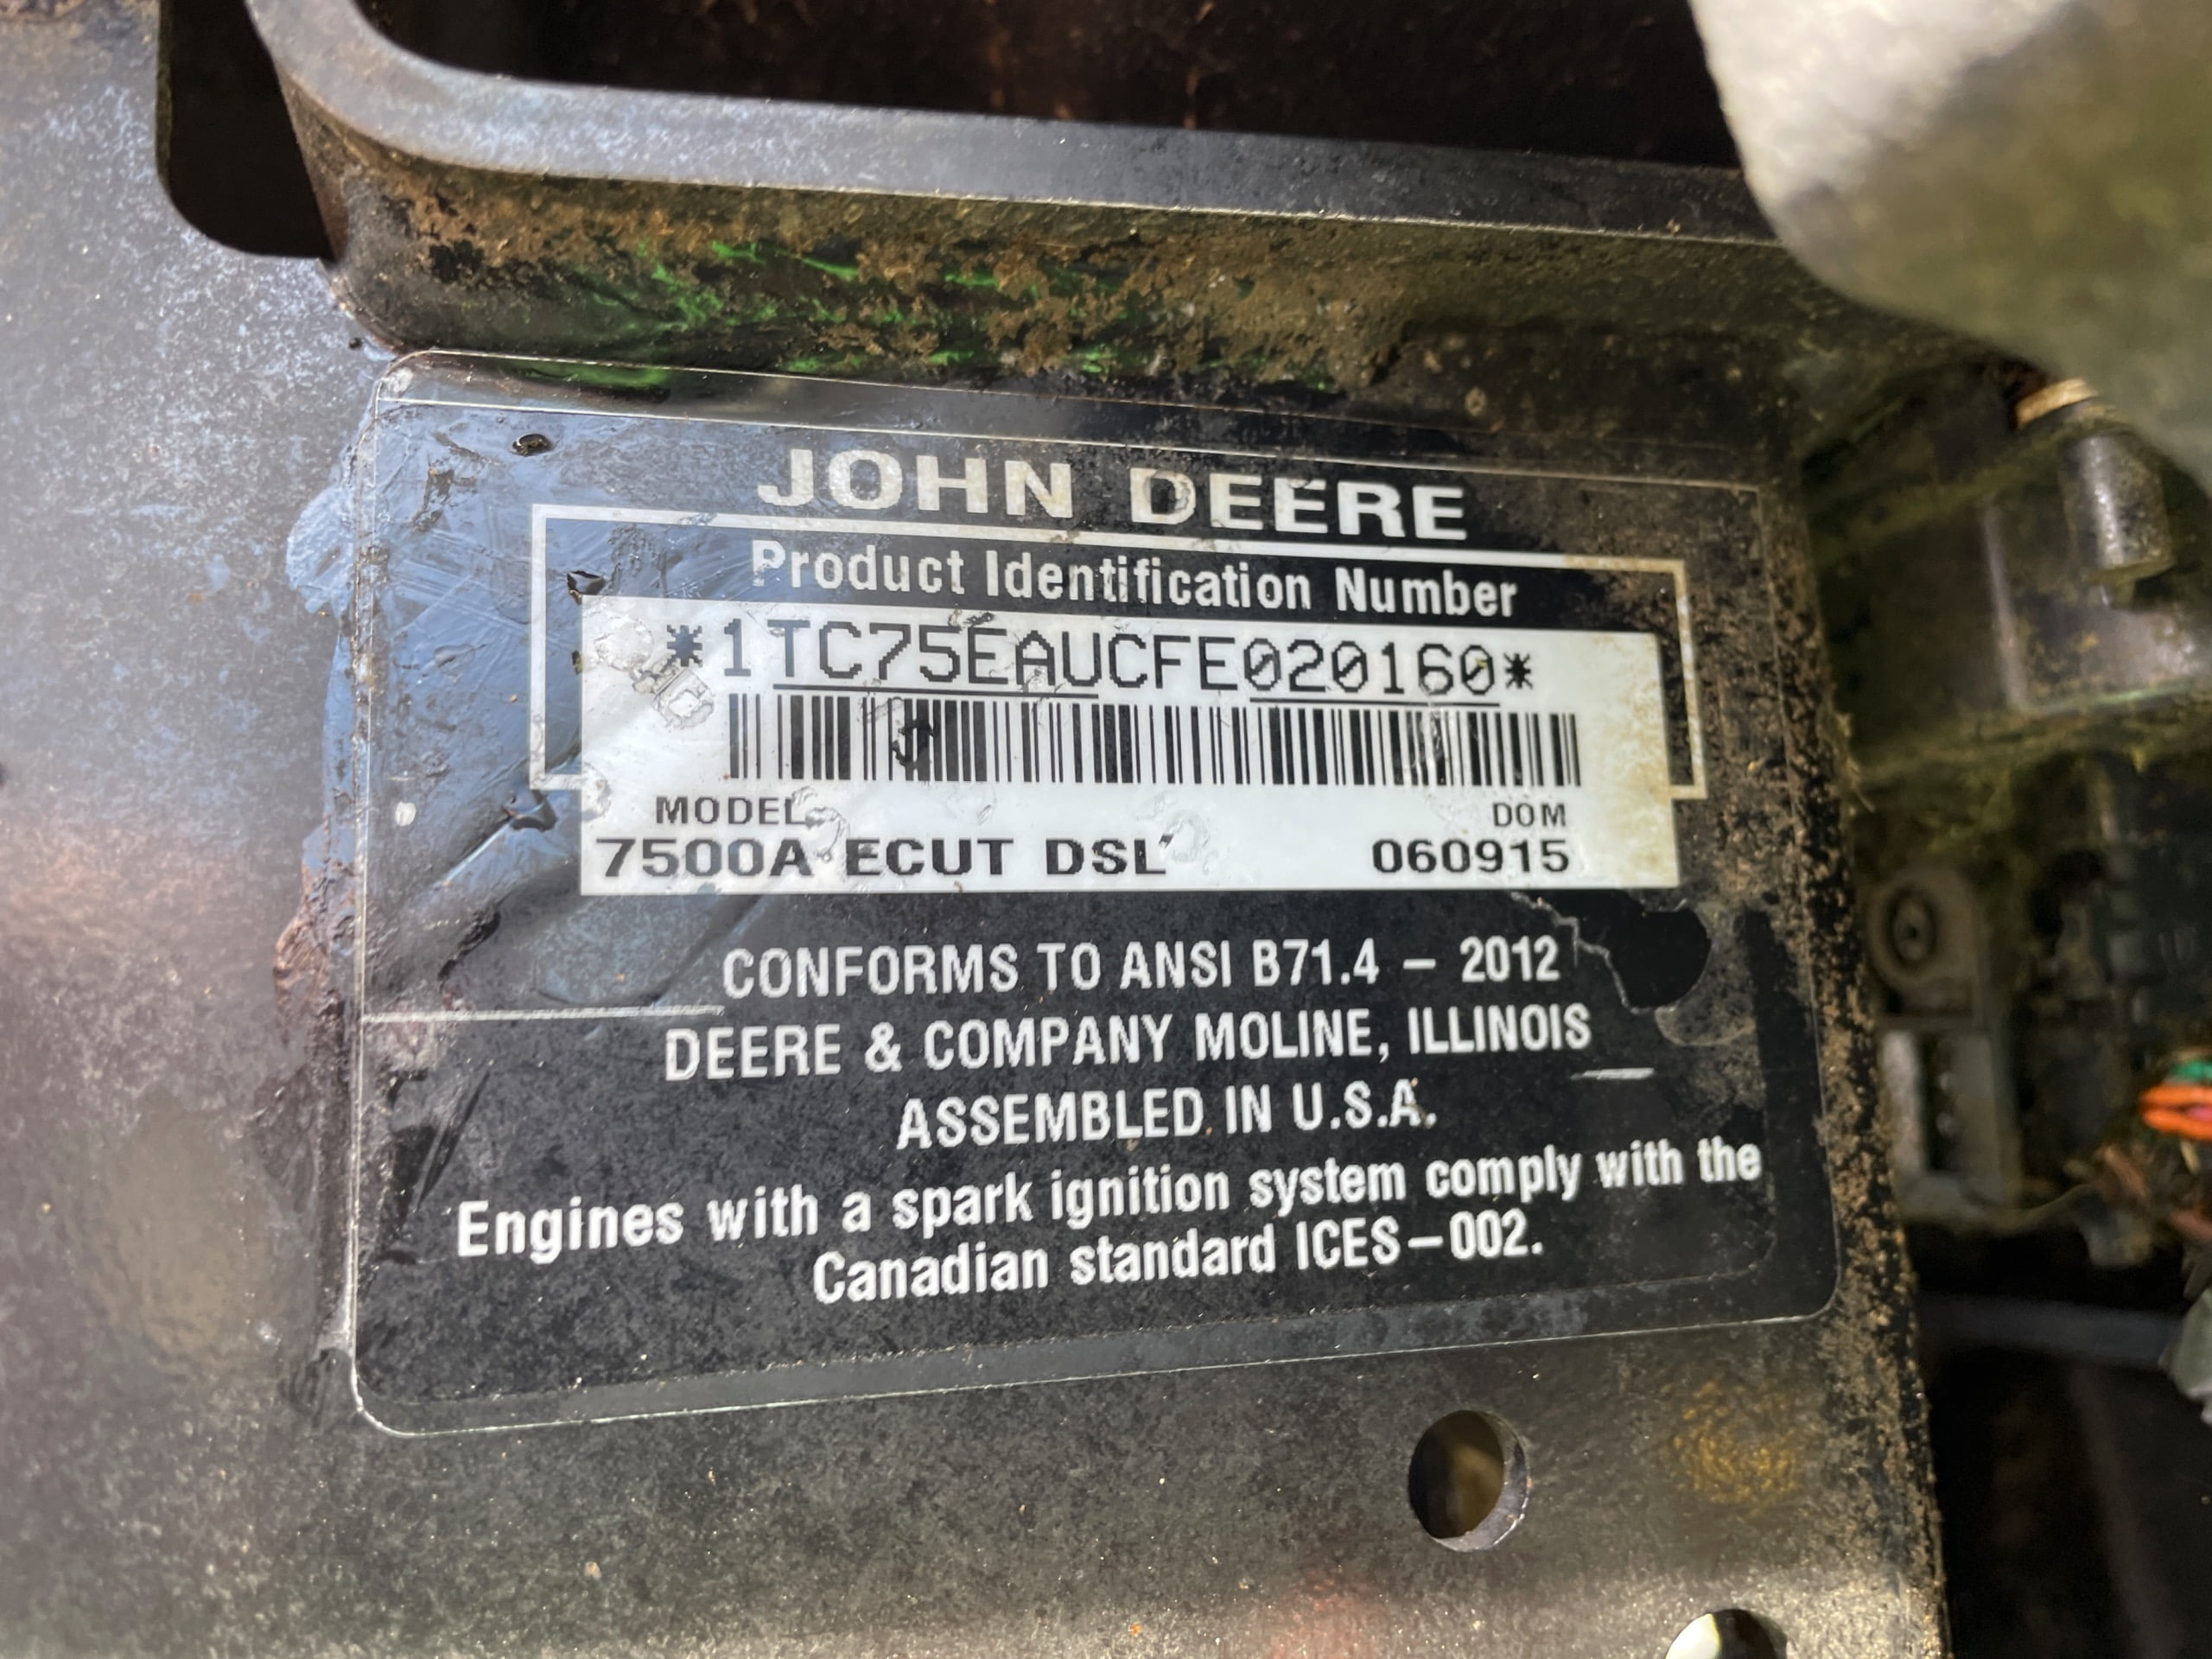 JOHN DEERE
Product Identification Number
*1TC75EAUCFE020160*
MODEL DOM
7500A ECUT DSL 060915
CONFORMS TO ANSI B71.4 – 2012
DEERE & COMPANY MOLINE, ILLINOIS
ASSEMBLED IN U.S.A.
Engines with a spark ignition system comply with the
Canadian standard ICES–002.